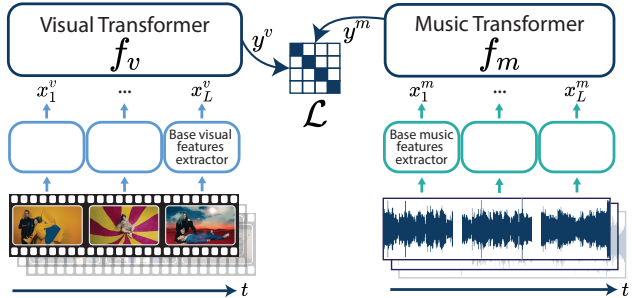 Visual Transformer
f_v
y^v
y^m
ℒ
Music Transformer
f_m
x_1^v ... x_L^v
x_1^m ... x_L^m
Base visual
features
extractor
Base music
features
extractor
t
t